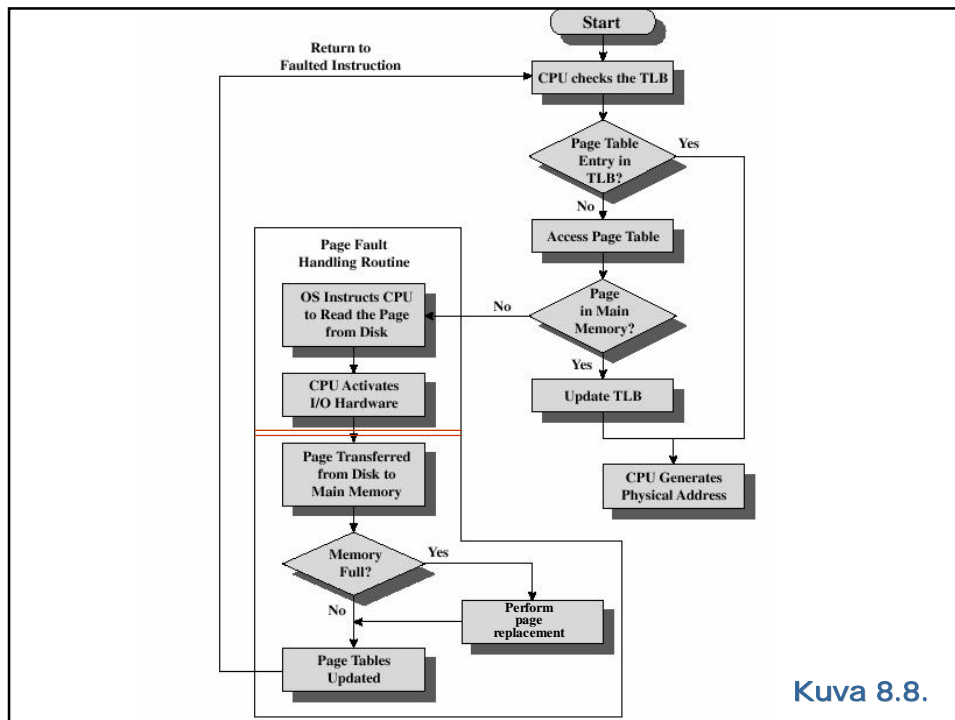 Start
Return to
Faulted Instruction
CPU checks the TLB
Page Table
Entry in
TLB?
Yes
No
Access Page Table
Page Fault
Handling Routine
OS Instructs CPU
to Read the Page
from Disk
No
Page
in Main
Memory?
Yes
CPU Activates
I/O Hardware
Update TLB
Page Transferred
from Disk to
Main Memory
CPU Generates
Physical Address
Memory
Full?
Yes
No
Perform
page
replacement
Page Tables
Updated
Kuva 8.8.